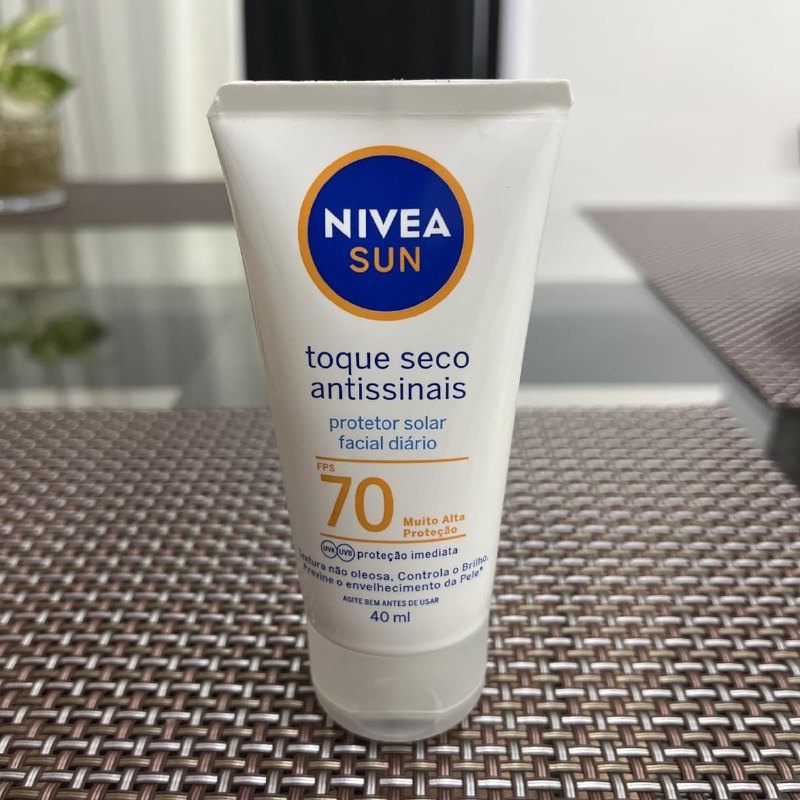 NIVEA
SUN
toque seco
antissinais
protetor solar
facial diário
FPS
70
Muito Alta
Proteção
UVA UVB proteção imediata
Textura não oleosa, Controla o Brilho,
Previne o envelhecimento da Pele*
AGITE BEM ANTES DE USAR
40 ml